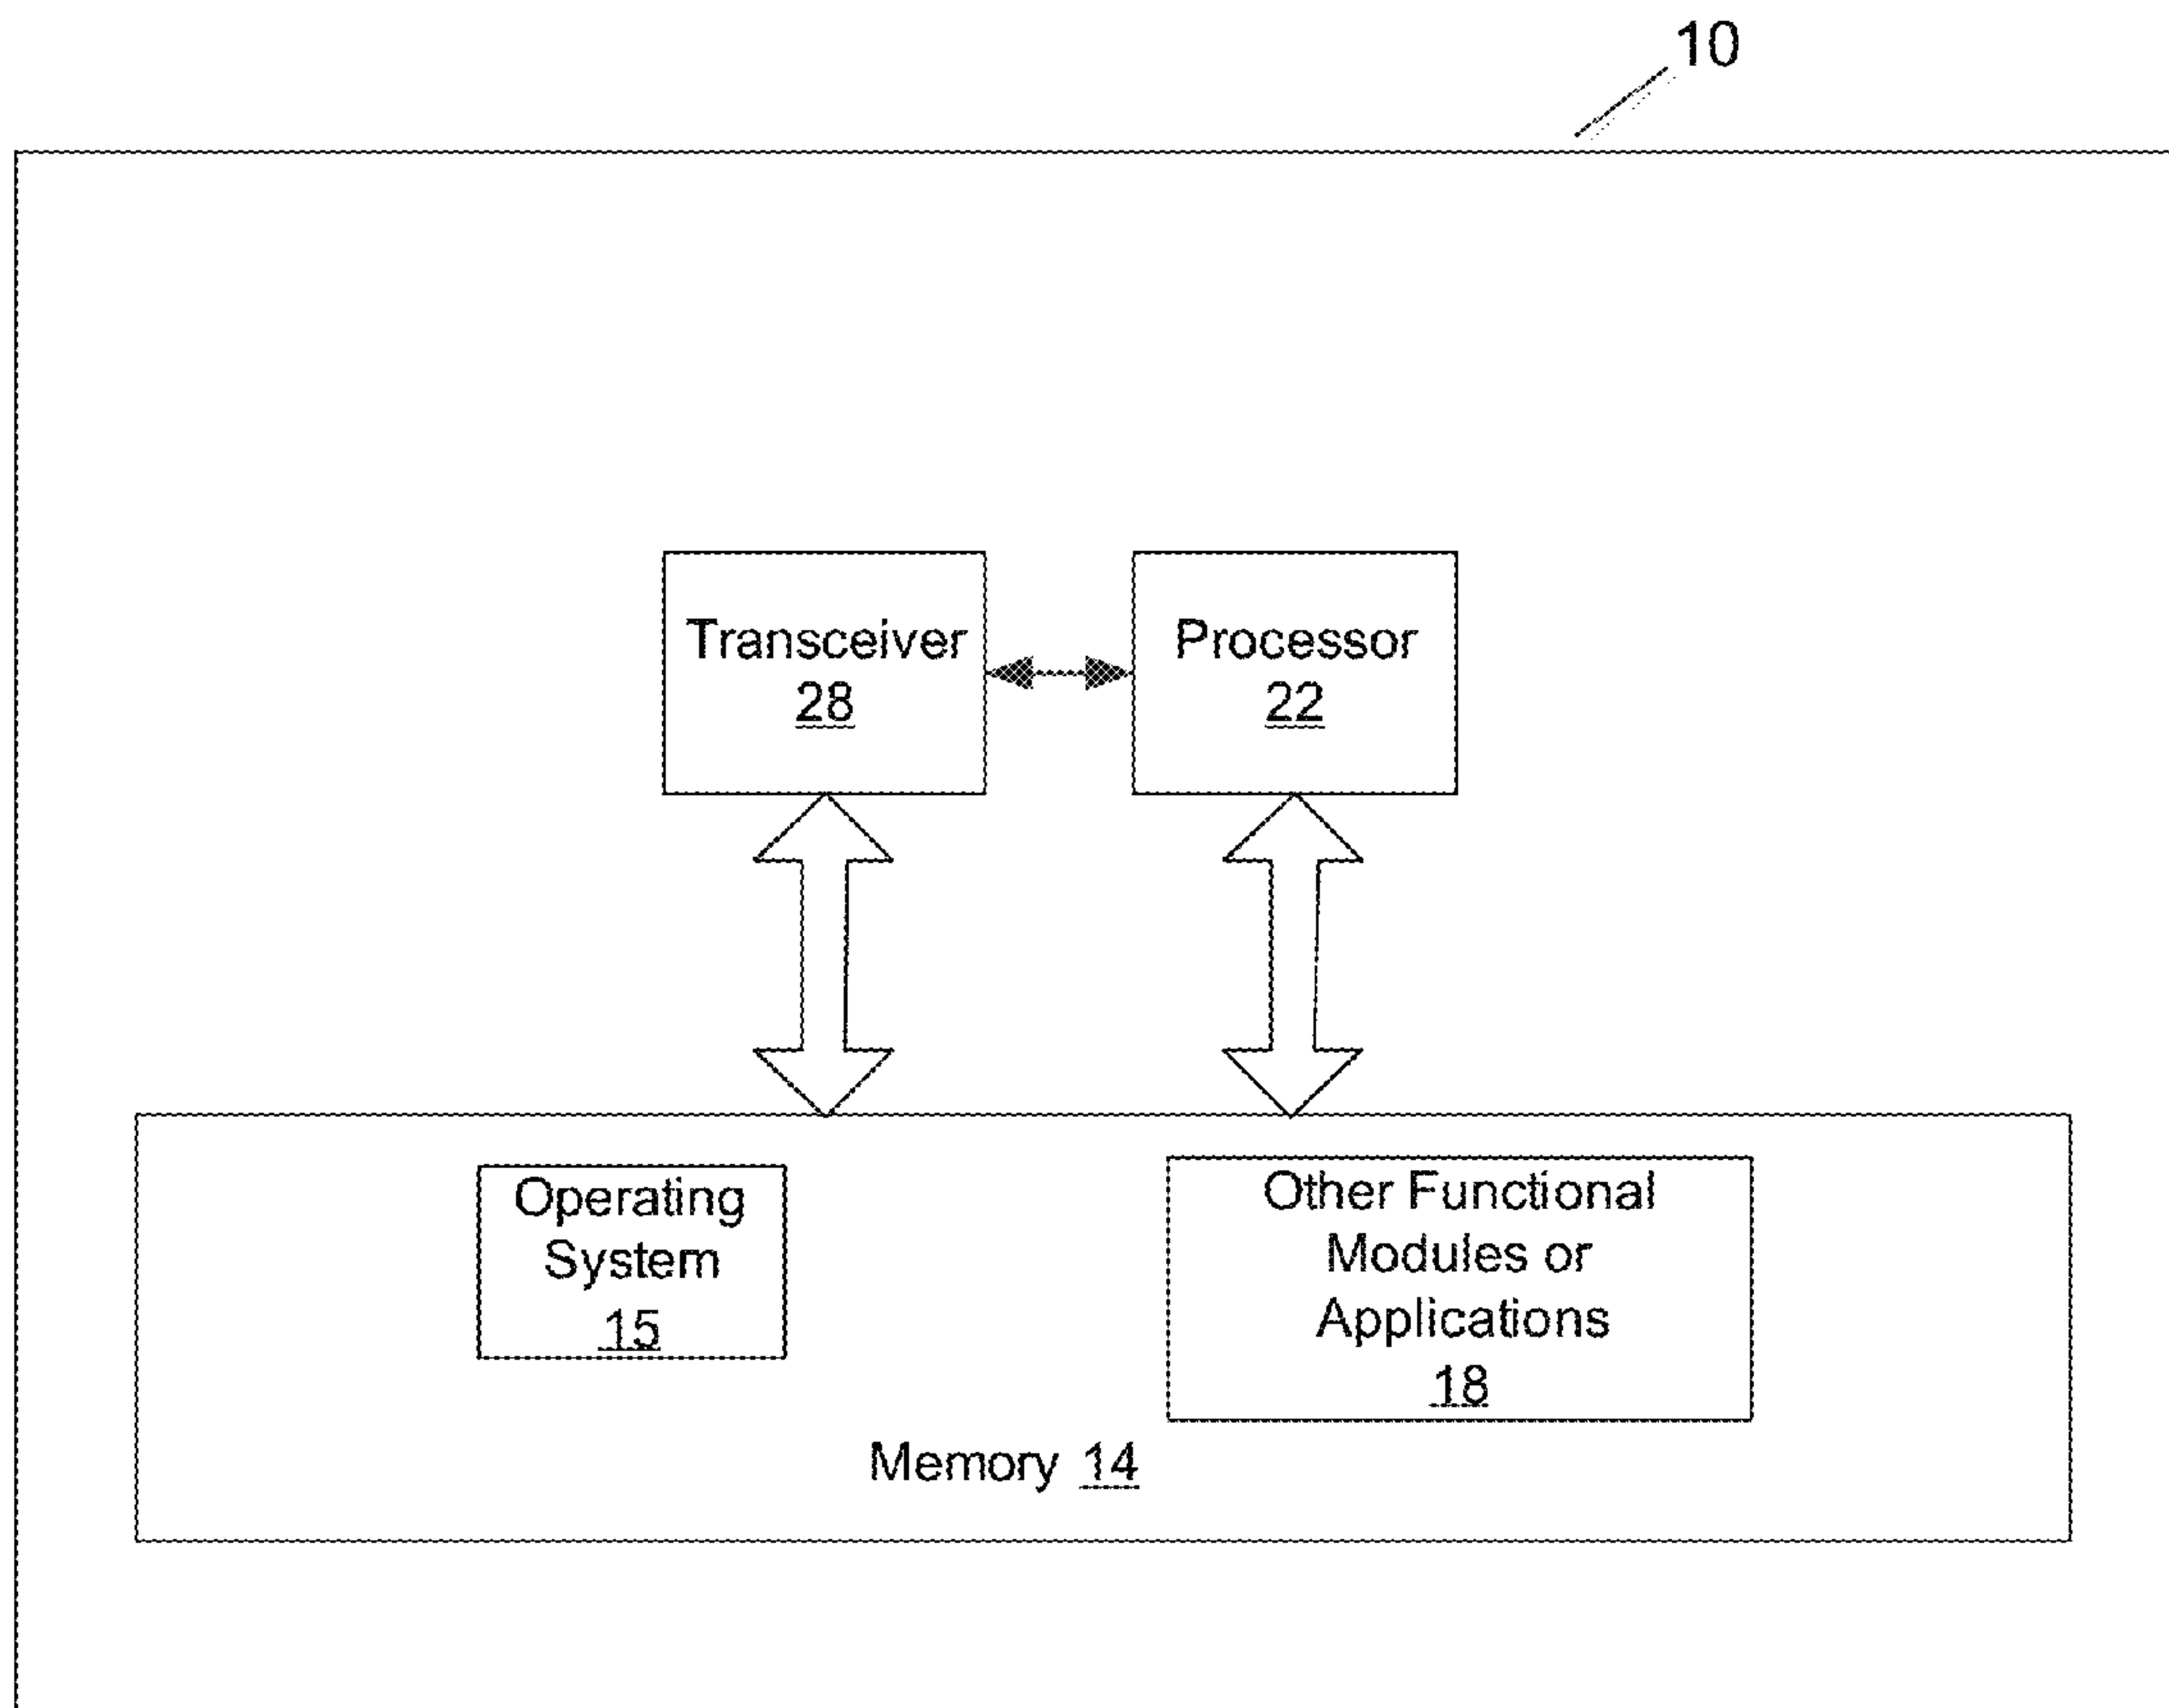 10
Transceiver
28
Processor
22
Operating
System
15
Other Functional
Modules or
Applications
18
Memory 14